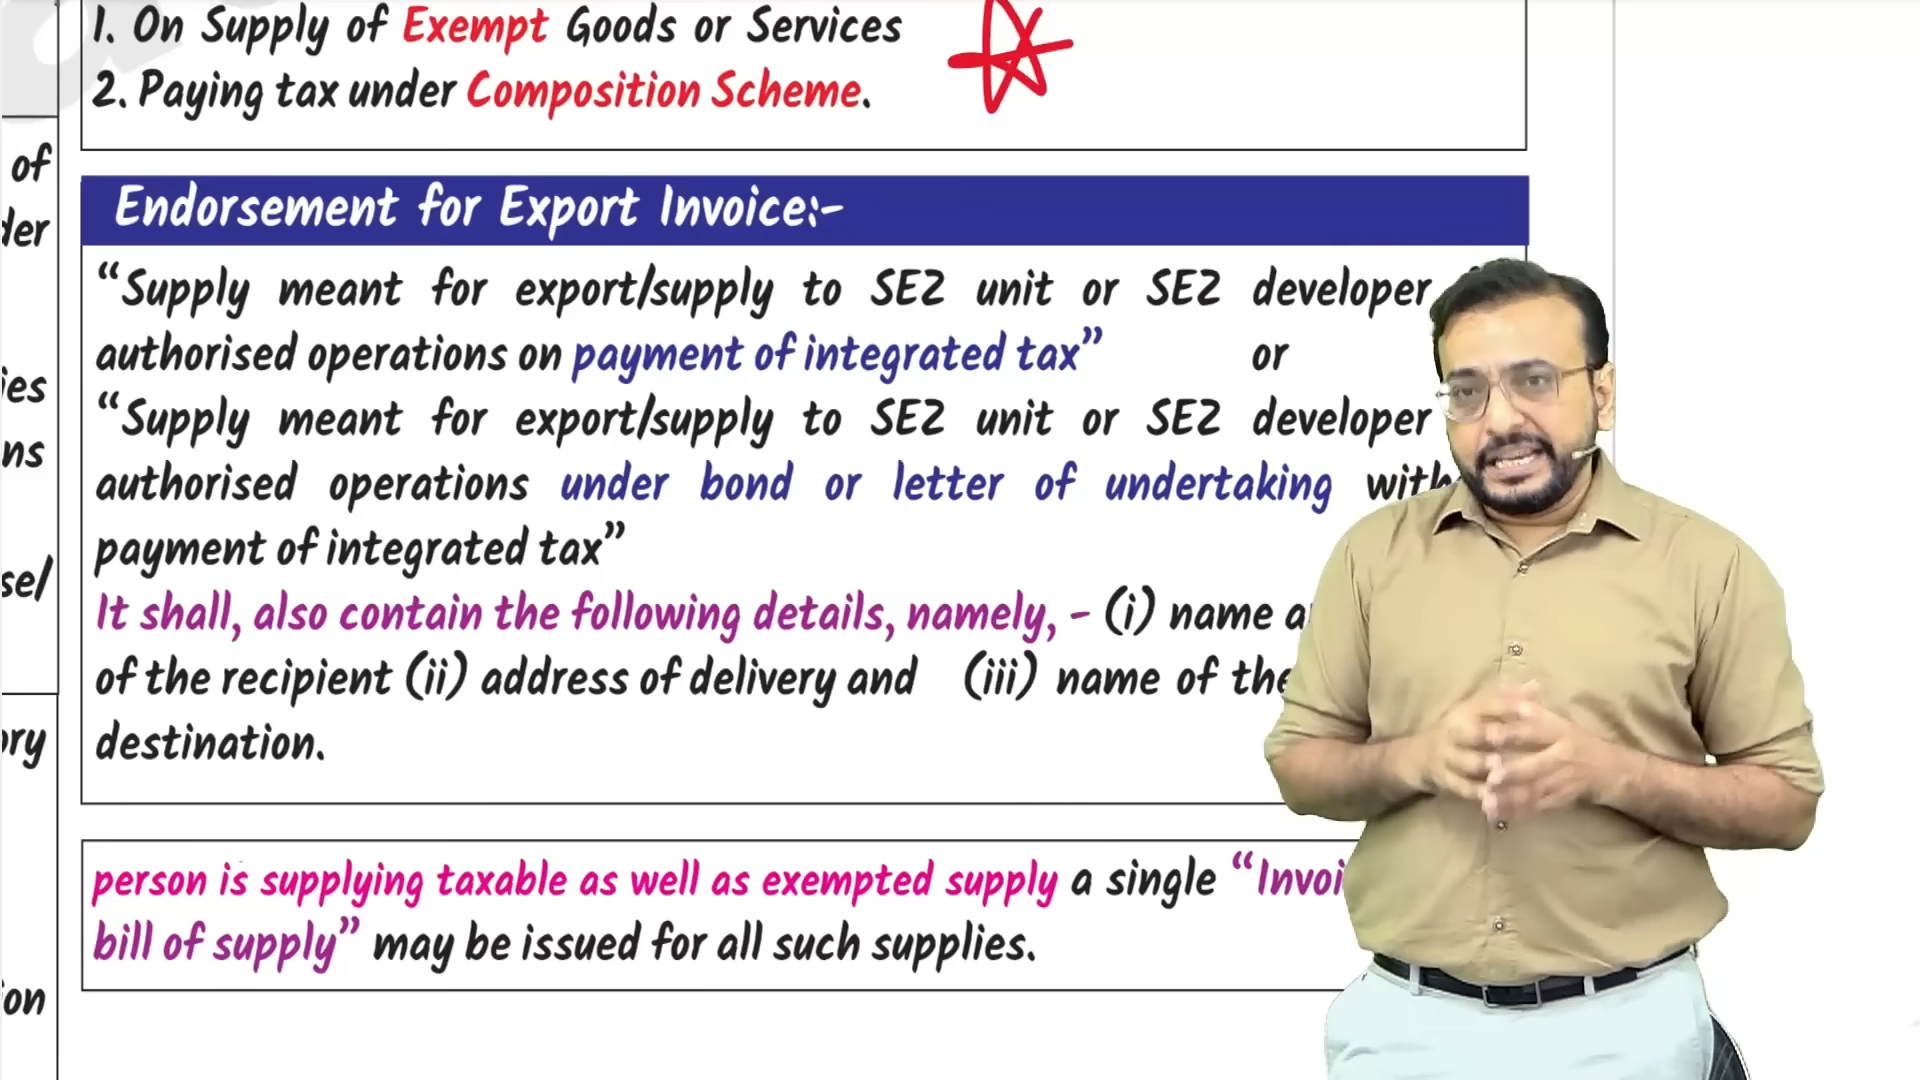 1. On Supply of Exempt Goods or Services
2. Paying tax under Composition Scheme.
of
ies
ns
se/
on
Endorsement for Export Invoice:-
“Supply meant for export/supply to SEZ unit or SEZ developer
authorised operations on payment of integrated tax” or
“Supply meant for export/supply to SEZ unit or SEZ developer
authorised operations under bond or letter of undertaking with
payment of integrated tax”
It shall, also contain the following details, namely, - (i) name
of the recipient (ii) address of delivery and (iii) name of the
destination.
person is supplying taxable as well as exempted supply a single “Invoi
bill of supply” may be issued for all such supplies.